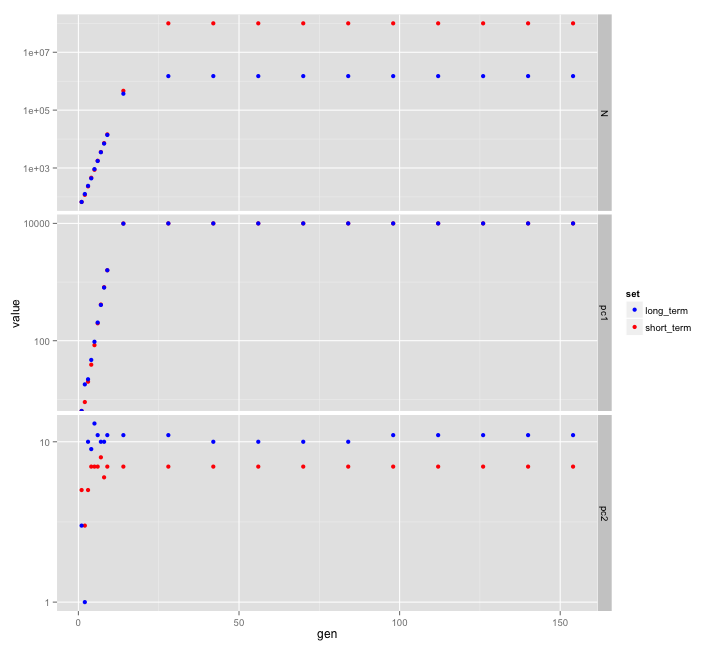 1e+07
1e+05
1e+03
N
10000
100
pc1
10
1
pc2
value
0 50 100 150
gen
set
long_term
short_term